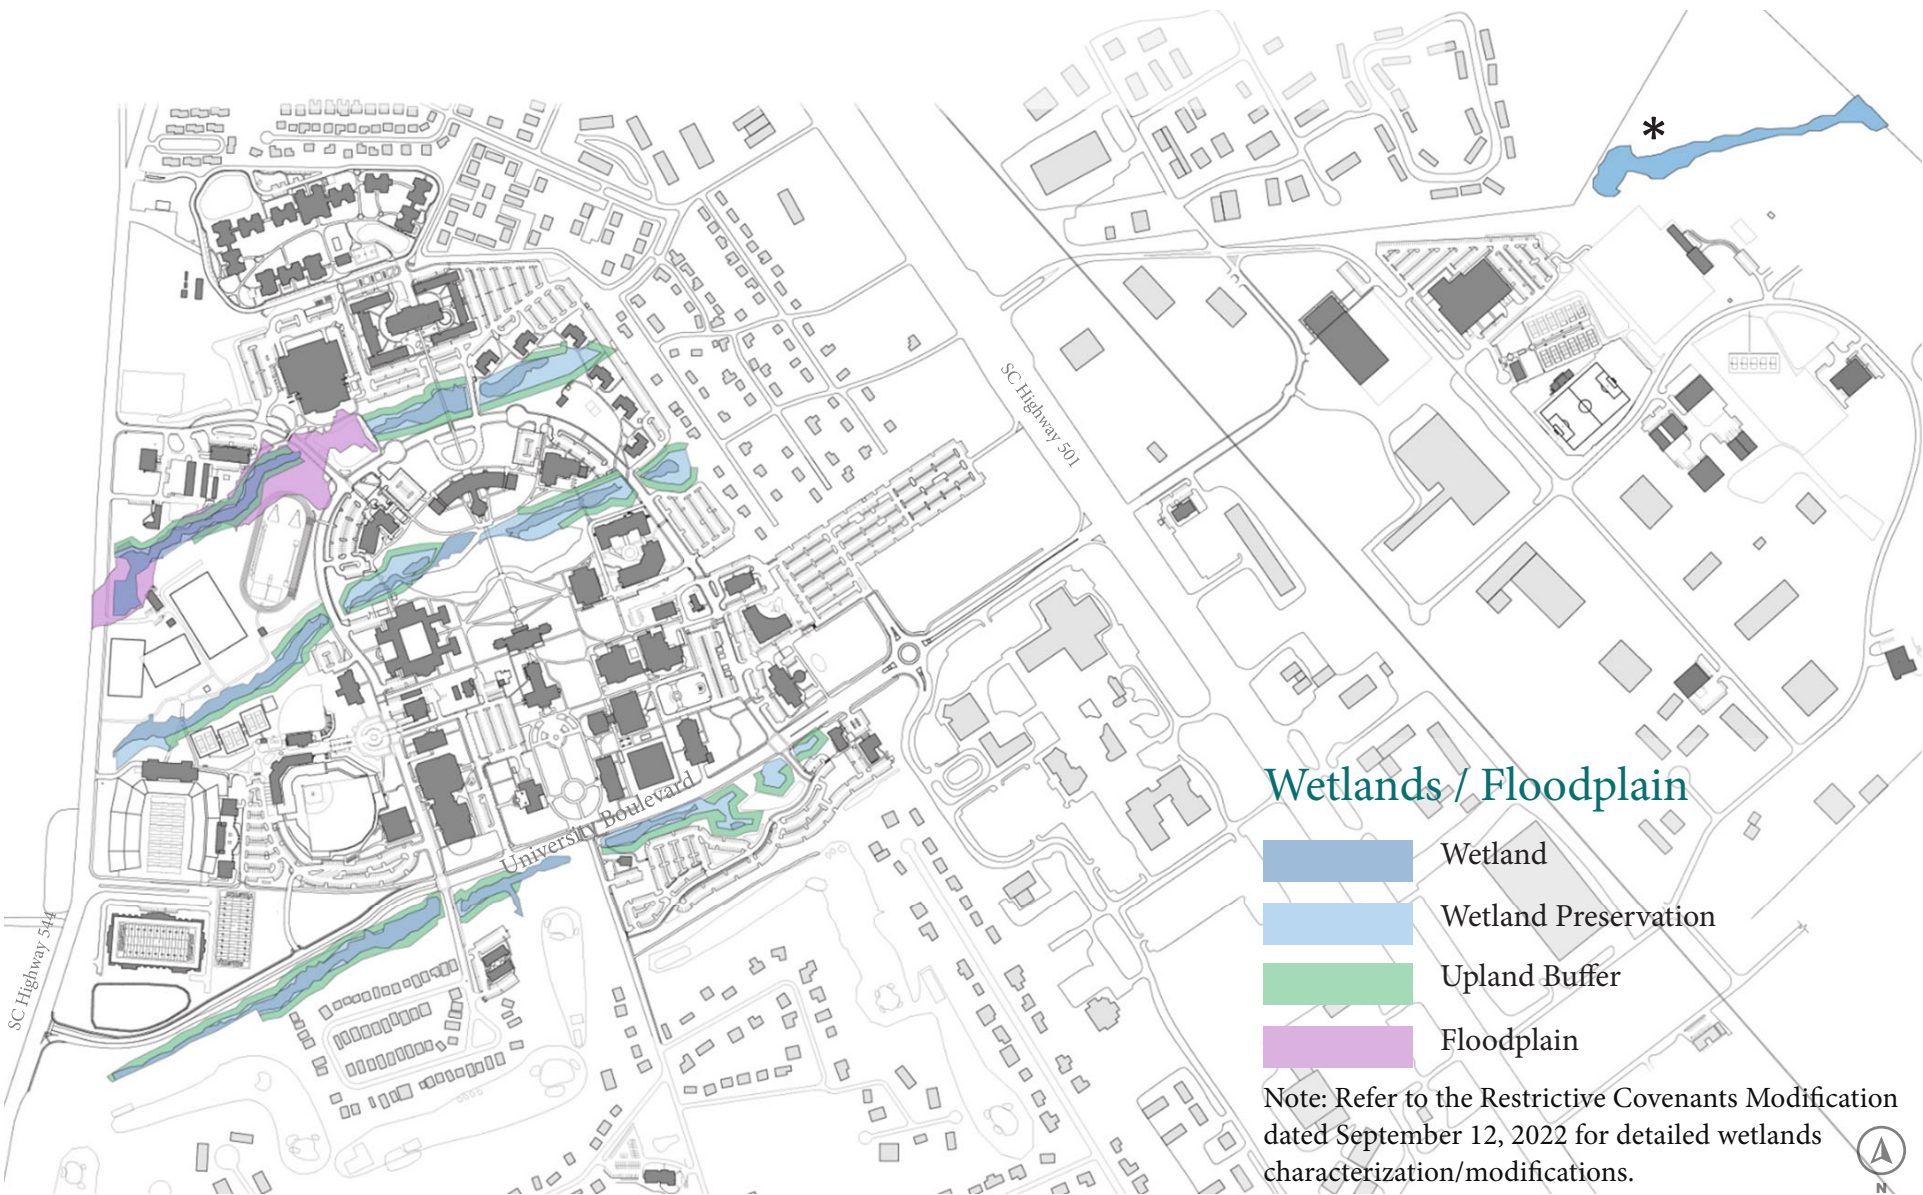 *
SC Highway 501
University Boulevard
SC Highway 544
Wetlands / Floodplain
Wetland
Wetland Preservation
Upland Buffer
Floodplain
Note: Refer to the Restrictive Covenants Modification
dated September 12, 2022 for detailed wetlands
characterization/modifications.
N